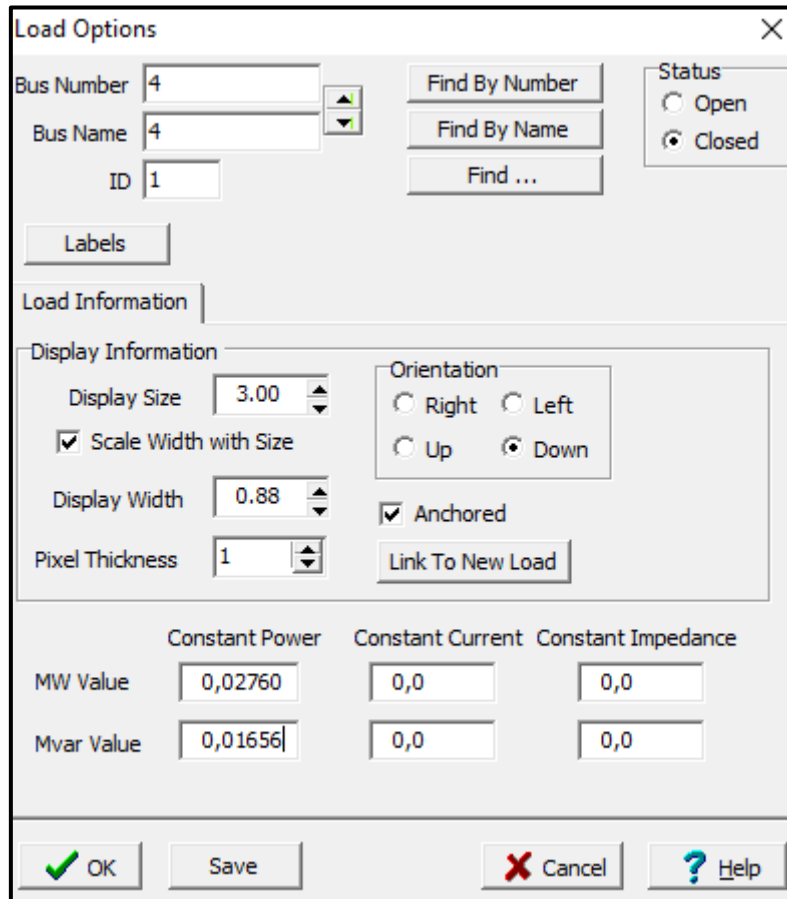 Load Options
Bus Number 4 Find By Number Status
Open
Bus Name 4 Find By Name Closed
ID 1 Find ...
Labels
Load Information
Display Information
Display Size 3.00 Orientation
Right Left
Scale Width with Size
Up Down
Display Width 0.88
Anchored
Pixel Thickness 1 Link To New Load
Constant Power Constant Current Constant Impedance
MW Value 0,02760 0,0 0,0
Mvar Value 0,01656 0,0 0,0
OK Save Cancel ? Help